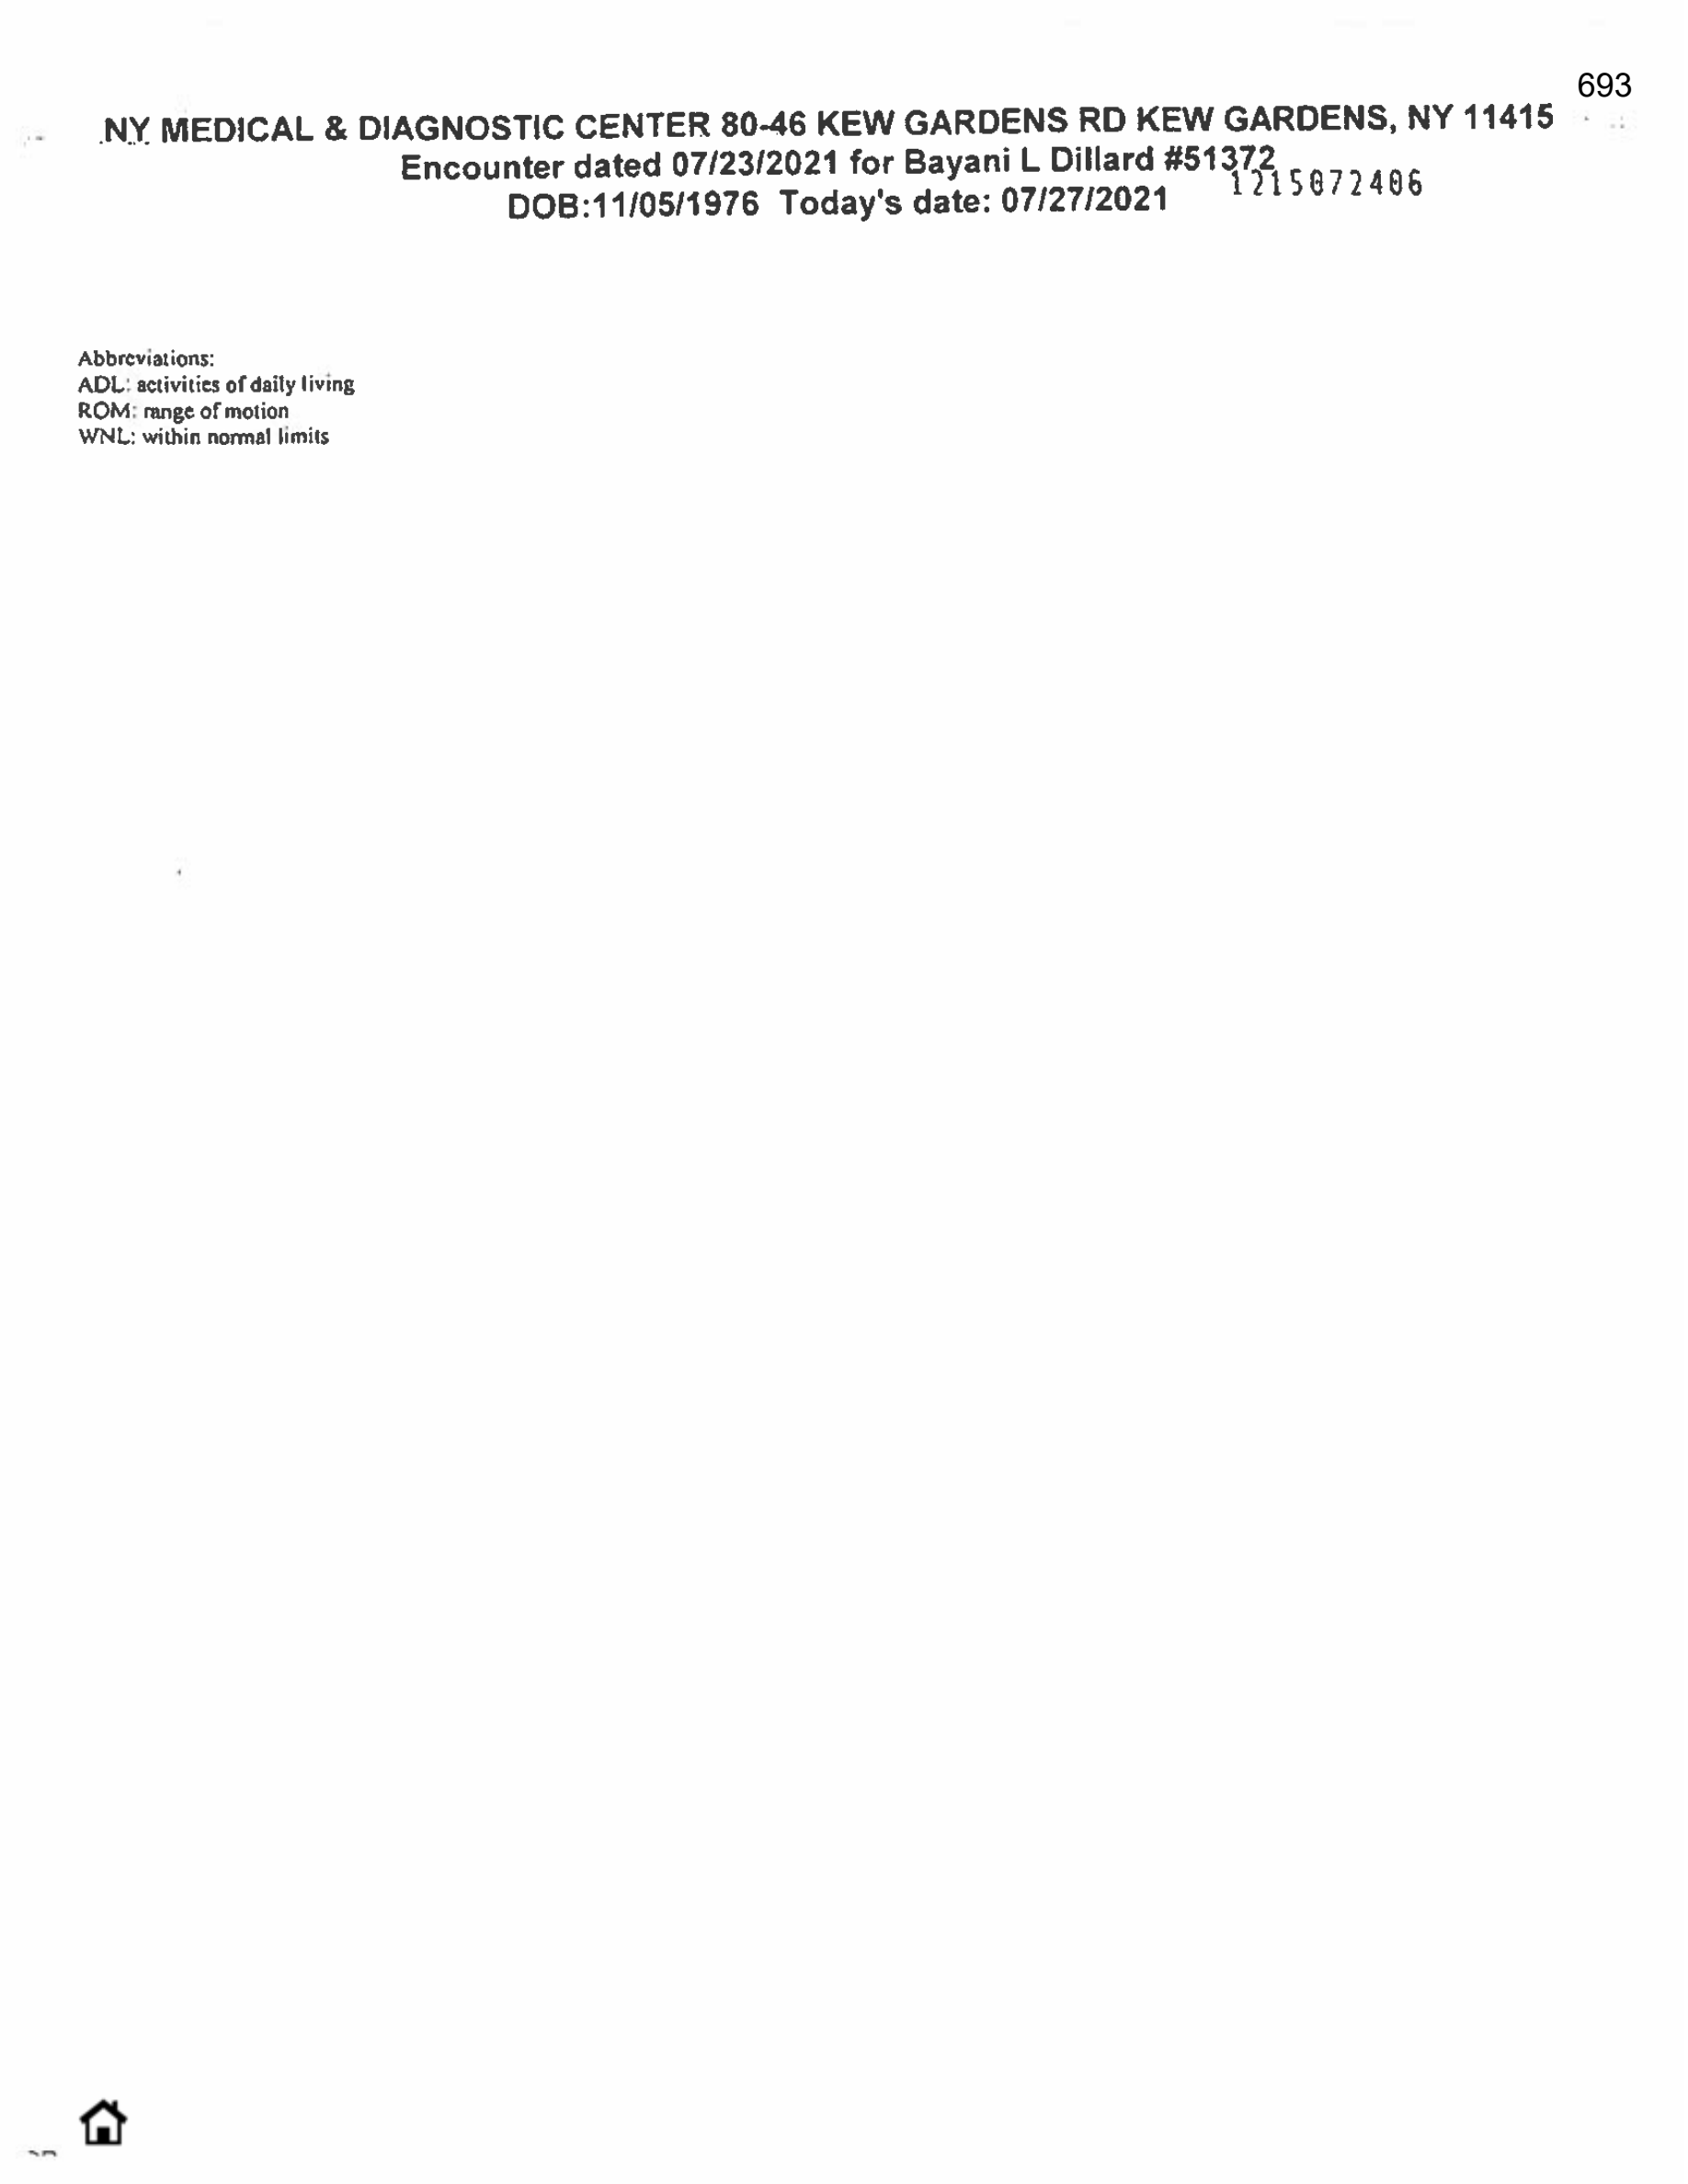 693
NY MEDICAL & DIAGNOSTIC CENTER 80-46 KEW GARDENS RD KEW GARDENS, NY 11415
Encounter dated 07/23/2021 for Bayani L Dillard #51372
1215072406
DOB:11/05/1976 Today's date: 07/27/2021
Abbreviations:
ADL: activities of daily living
ROM: range of motion
WNL: within normal limits